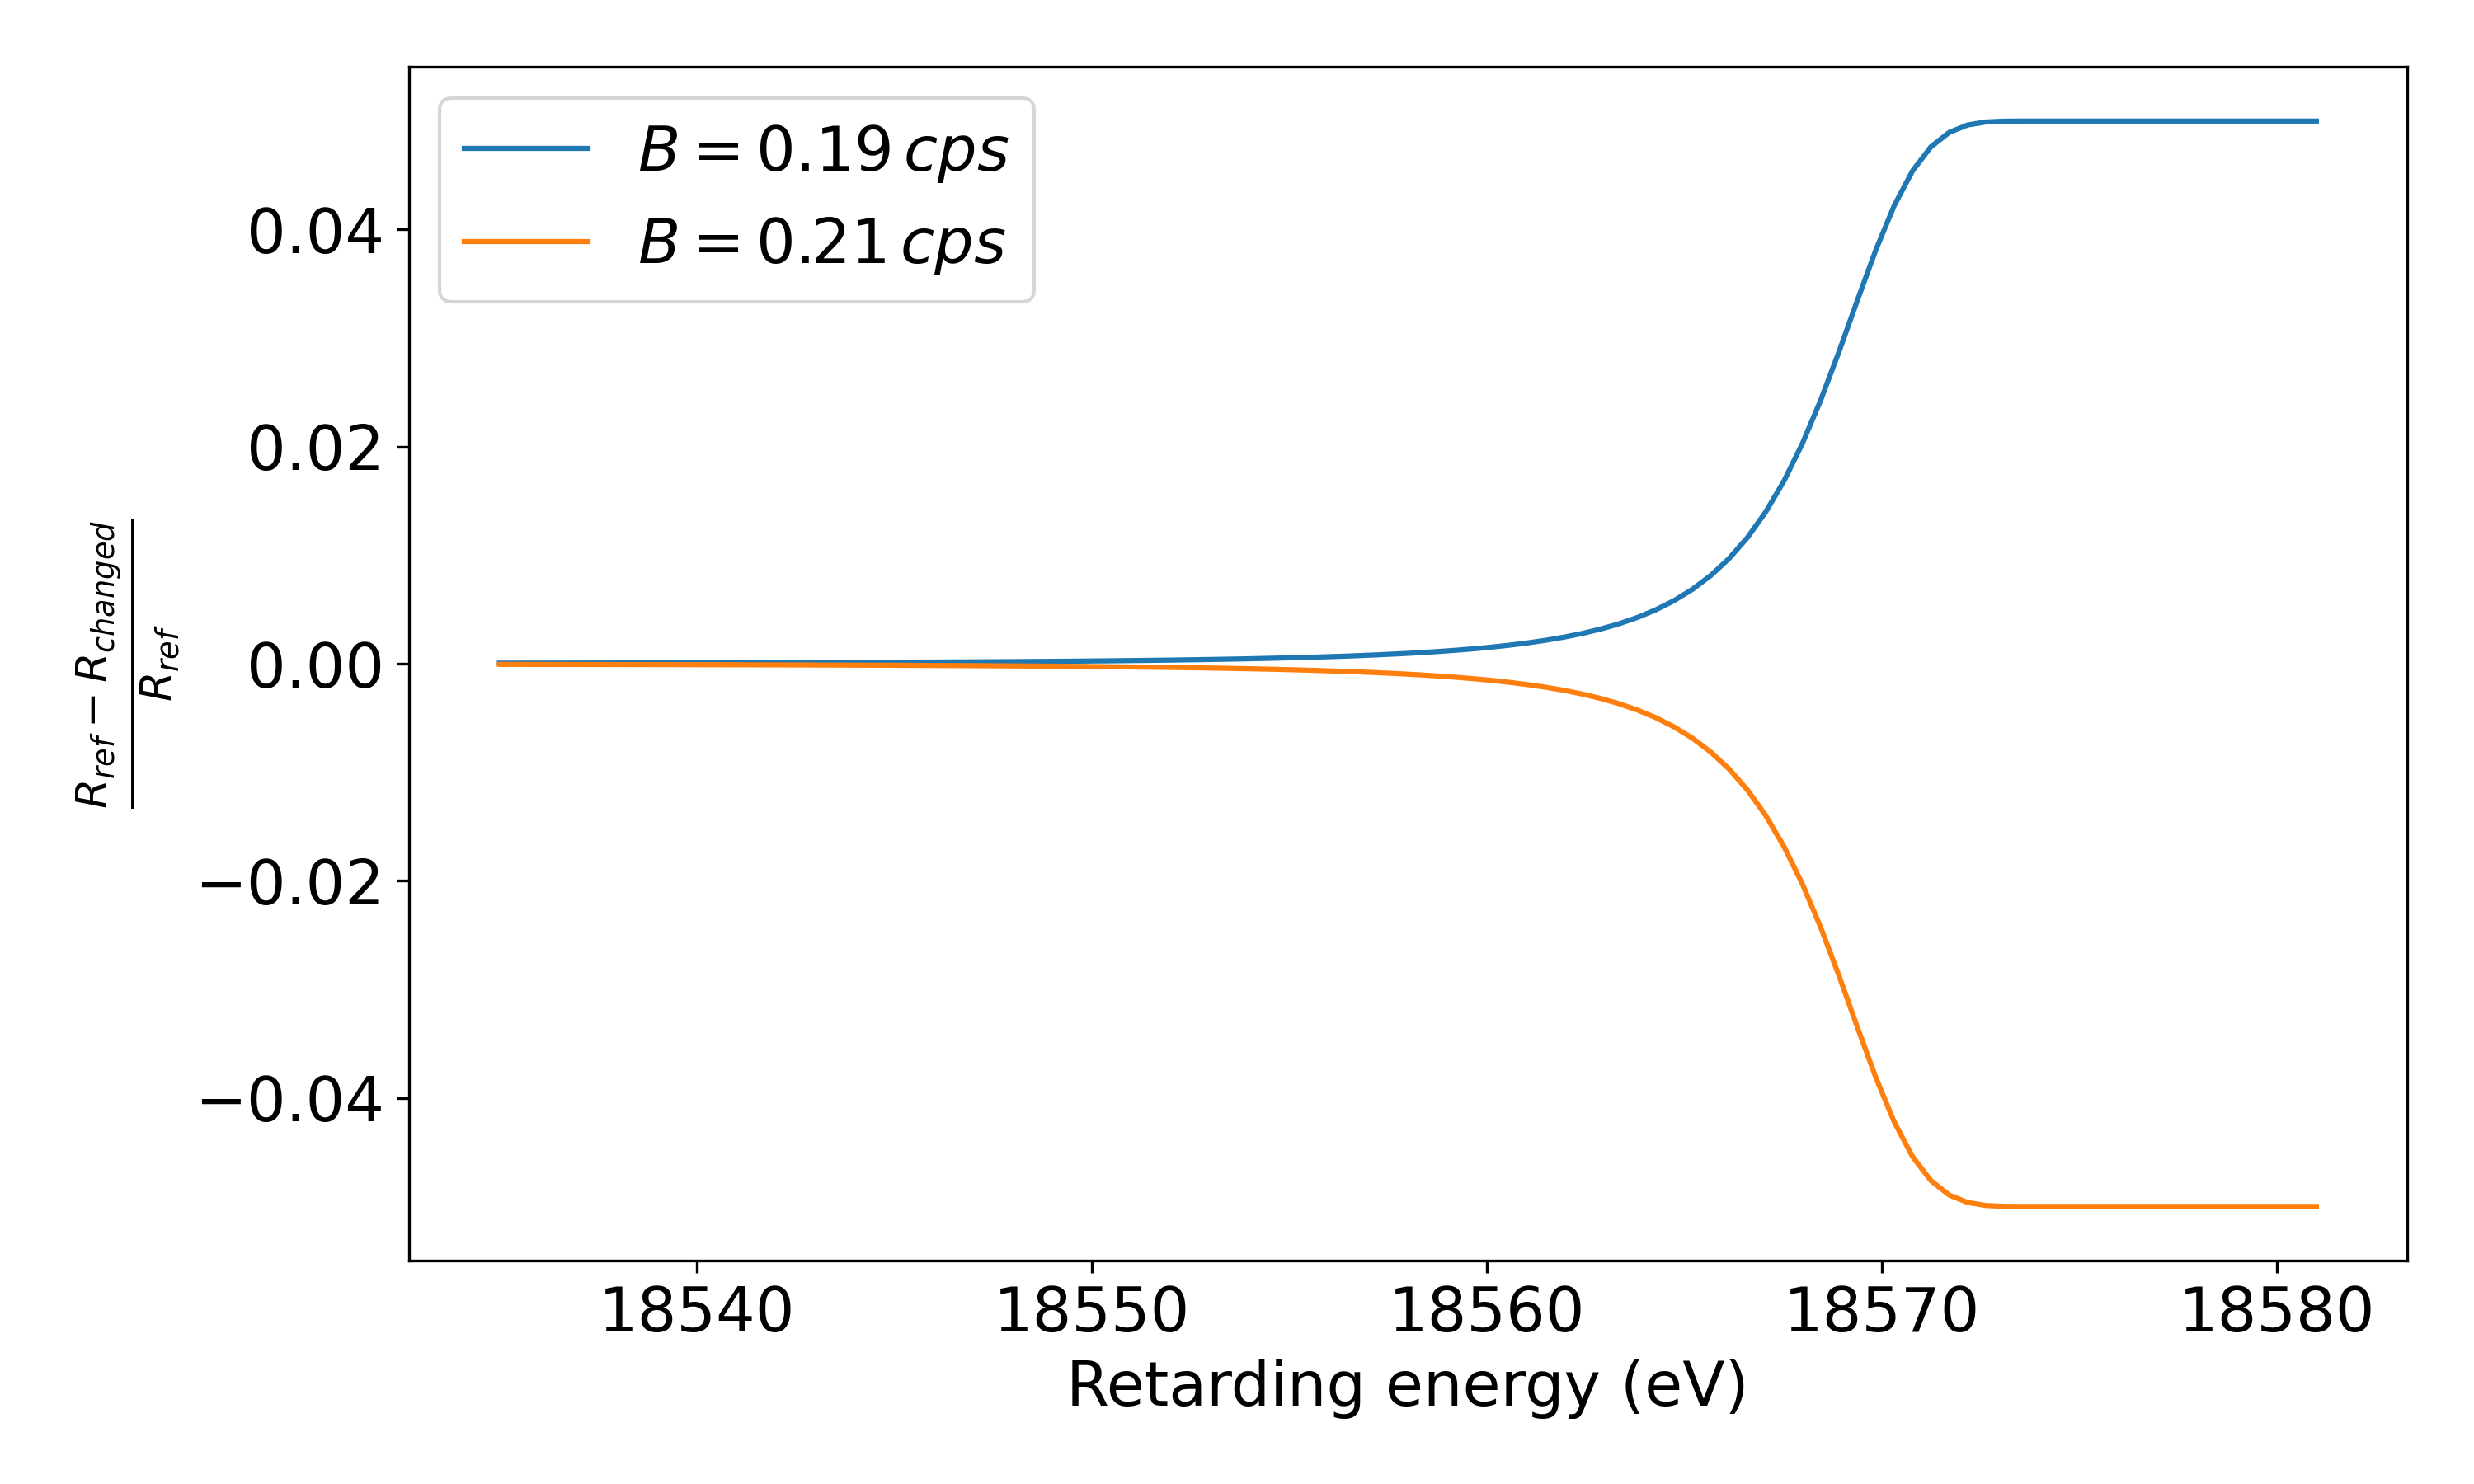 B = 0.19 cps
B = 0.21 cps
0.04
0.02
0.00
−0.02
−0.04
R_ref − R_changed
R_ref
18540 18550 18560 18570 18580
Retarding energy (eV)